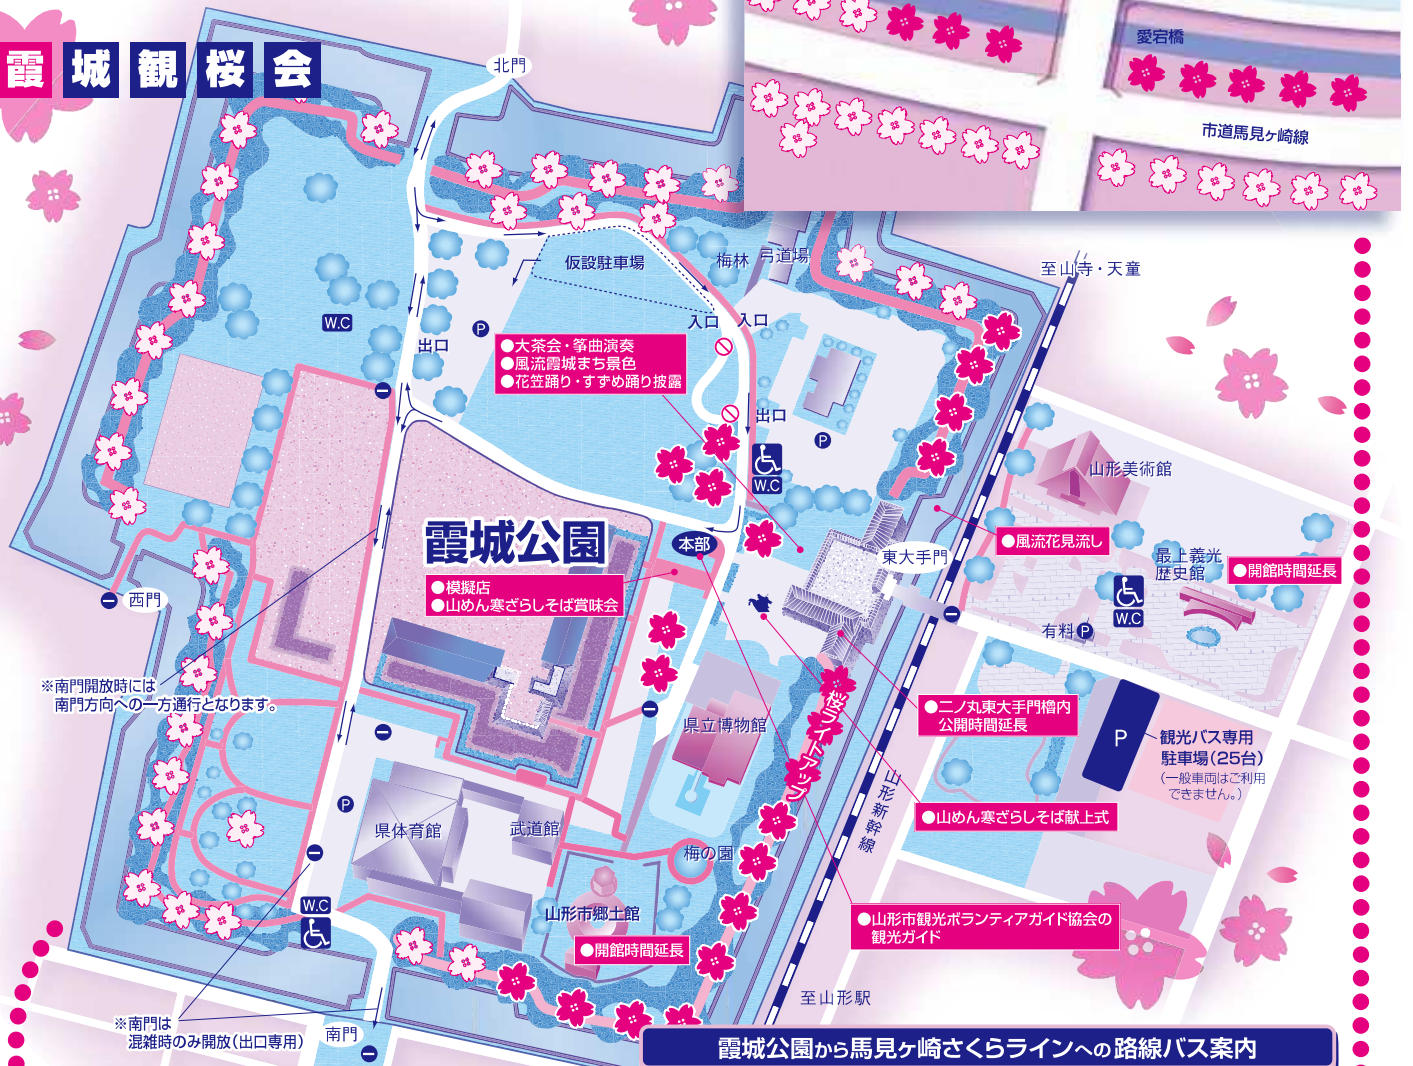 霞城観桜会
北門
愛宕橋
市道馬見ヶ崎線
仮設駐車場
梅林
弓道場
至山寺・天童
W.C
P
出口
入口
入口
●大茶会・筝曲演奏
●風流霞城まち景色
●花笠踊り・すずめ踊り披露
出口
P
W.C
山形美術館
霞城公園
本部
●風流花見流し
東大手門
最上義光
歴史館
●開館時間延長
W.C
有料P
●模擬店
●山めん寒ざらしそば賞味会
西門
※南門開放時には
南門方向への一方通行となります。
県立博物館
桜ライトアップ
●二ノ丸東大手門櫓内
公開時間延長
P
観光バス専用
駐車場(25台)
(一般車両はご利用
できません。)
山形新幹線
●山めん寒ざらしそば献上式
P
県体育館
武道館
梅の園
W.C
山形市郷土館
●開館時間延長
●山形市観光ボランティアガイド協会の
観光ガイド
至山形駅
※南門は
混雑時のみ開放(出口専用)
南門
霞城公園から馬見ヶ崎さくらラインへの路線バス案内